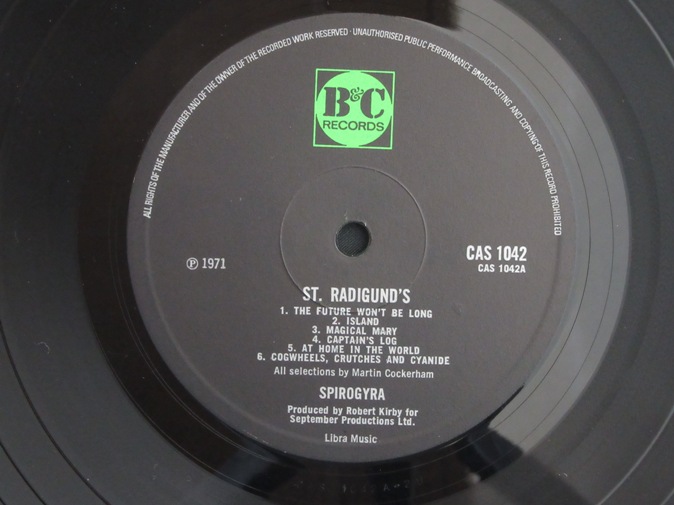 ALL RIGHTS OF THE MANUFACTURER AND OF THE OWNER OF THE RECORDED WORK RESERVED · UNAUTHORISED PUBLIC PERFORMANCE BROADCASTING AND COPYING OF THIS RECORD PROHIBITED
B&C
RECORDS
CAS 1042
CAS 1042A
℗ 1971
ST. RADIGUND'S
1. THE FUTURE WON'T BE LONG
2. ISLAND
3. MAGICAL MARY
4. CAPTAIN'S LOG
5. AT HOME IN THE WORLD
6. COGWHEELS, CRUTCHES AND CYANIDE
All selections by Martin Cockerham
SPIROGYRA
Produced by Robert Kirby for
September Productions Ltd.
Libra Music